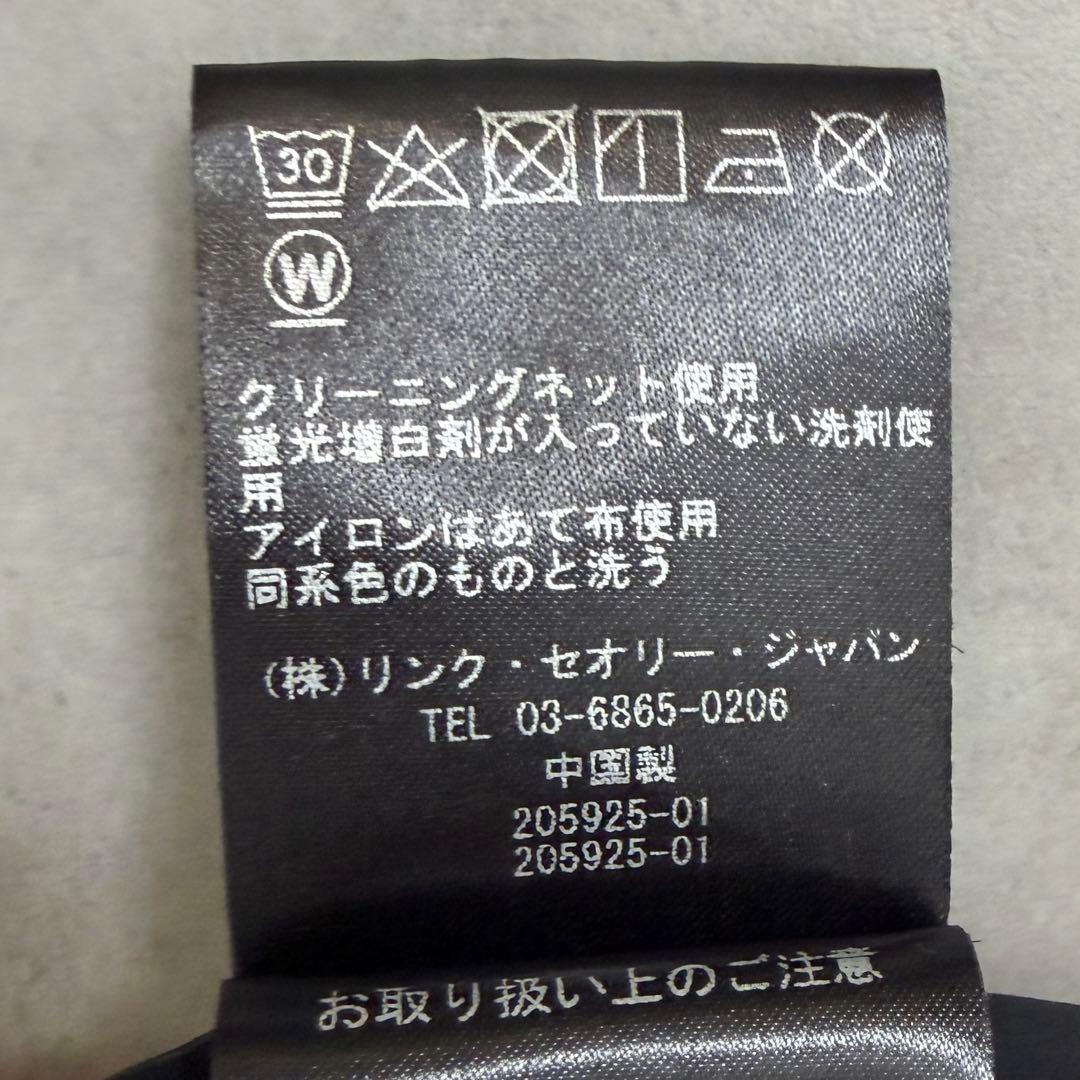 30
W
クリーニングネット使用
蛍光増白剤が入っていない洗剤使
用
アイロンはあて布使用
同系色のものと洗う
(株)リンク・セオリー・ジャパン
TEL 03-6865-0206
中国製
205925-01
205925-01
お取り扱い上のご注意